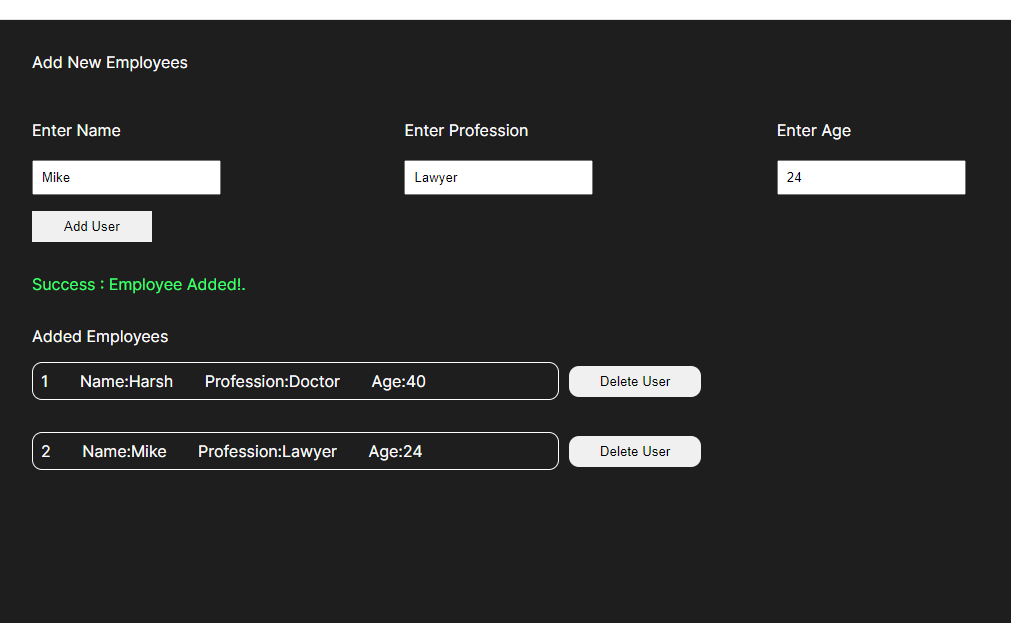 Add New Employees
Enter Name Enter Profession Enter Age
Mike Lawyer 24
Add User
Success : Employee Added!.
Added Employees
1 Name:Harsh Profession:Doctor Age:40 Delete User
2 Name:Mike Profession:Lawyer Age:24 Delete User